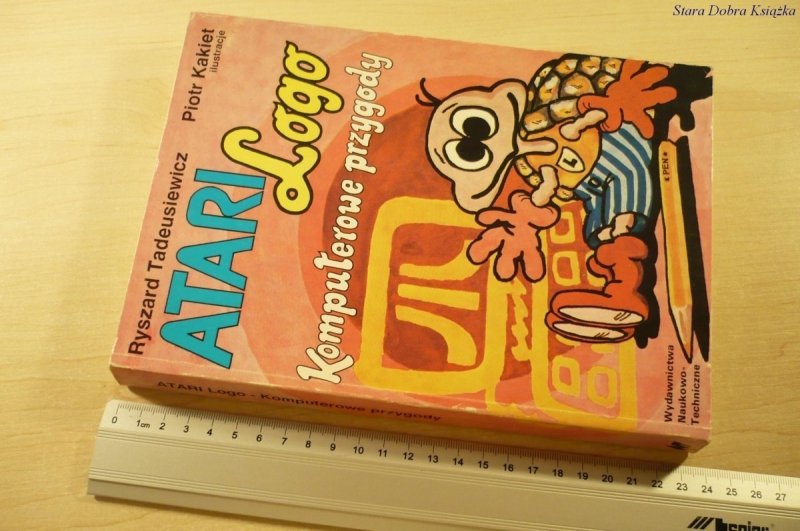 Stara Dobra Książka
Ryszard Tadeusiewicz
Piotr Kakiet
ilustracje
ATARI
Logo
Komputerowe przygody
L
PEN
Wydawnictwa
Naukowo-
Techniczne
ATARI Logo - Komputerowe przygody
0 1cm 2 3 4 5 6 7 8 9 10 11 12 13 14 15 16 17 18 19 20 21 22 23 24 25 26 27